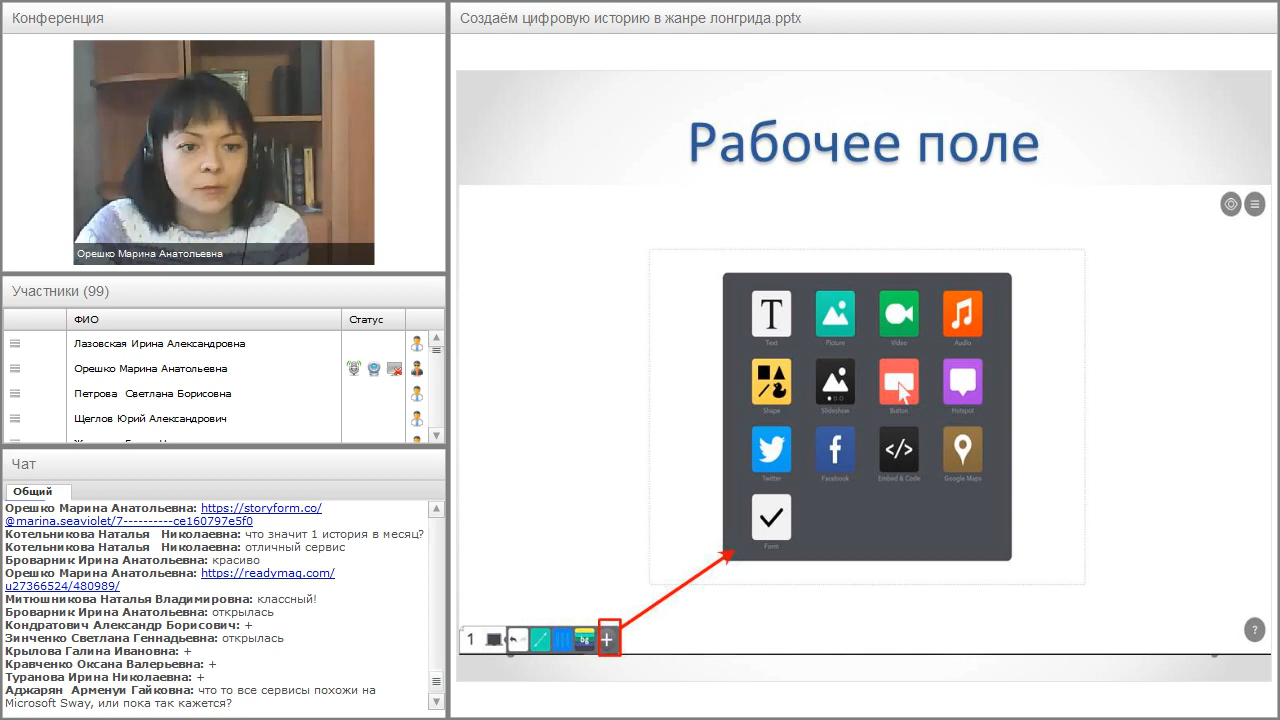 Конференция
Орешко Марина Анатольевна
Участники (99)
ФИО Статус
Лазовская Ирина Александровна
Орешко Марина Анатольевна
Петрова Светлана Борисовна
Щеглов Юрий Александрович
Чат
Общий
Орешко Марина Анатольевна: https://storyform.co/
@marina.seaviolet/7----------ce160797e5f0
Котельникова Наталья Николаевна: что значит 1 история в месяц?
Котельникова Наталья Николаевна: отличный сервис
Броварник Ирина Анатольевна: красиво
Орешко Марина Анатольевна: https://readymag.com/
u27366524/480989/
Митюшникова Наталья Владимировна: классный!
Броварник Ирина Анатольевна: открылась
Кондратович Александр Борисович: +
Зинченко Светлана Геннадьевна: открылась
Крылова Галина Ивановна: +
Кравченко Оксана Валерьевна: +
Туранова Ирина Николаевна: +
Аджарян Арменуи Гайковна: что то все сервисы похожи на
Microsoft Sway, или пока так кажется?
Создаём цифровую историю в жанре лонгрида.pptx
Рабочее поле
T
Text Picture Video Audio
Shape Slideshow Button Hotspot
f </>
Twitter Facebook Embed & Code Google Maps
Form
1 bg +
?